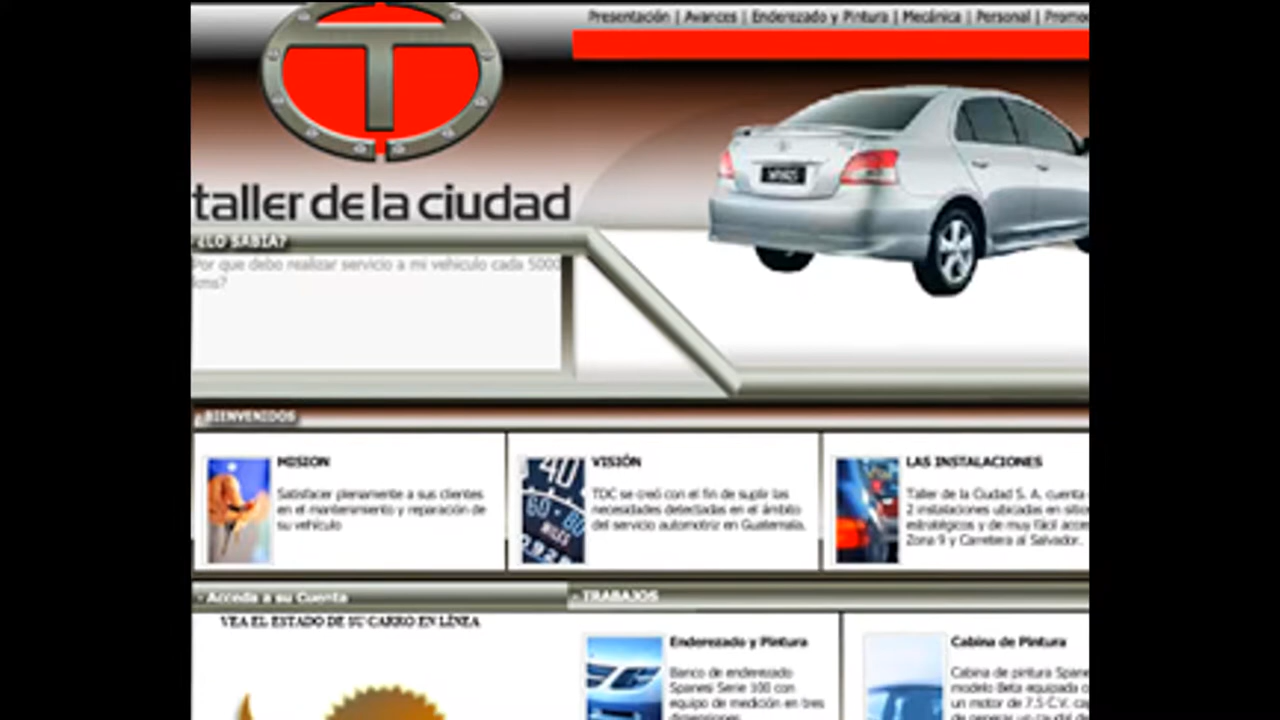 Presentación | Avances | Enderezado y Pintura | Mecánica | Personal | Promo
taller de la ciudad
¿LO SABIA?
Por que debo realizar servicio a mi vehiculo cada 5000
kms?
BIENVENIDOS
MISION
Satisfacer plenamente a sus clientes
en el mantenimiento y reparación de
su vehículo
VISIÓN
TDC se creó con el fin de suplir las
necesidades detectadas en el ámbito
del servicio automotriz en Guatemala.
LAS INSTALACIONES
Taller de la Ciudad S. A. cuenta
2 instalaciones ubicadas en sitio
estratégicos y de muy fácil acce
Zona 9 y Carretera al Salvador.
- Acceda a su Cuenta
VEA EL ESTADO DE SU CARRO EN LÍNEA
- TRABAJOS
Enderezado y Pintura
Banco de enderezado
Spanesi Serie 100 con
equipo de medición en tres
dimensiones
Cabina de Pintura
Cabina de pintura Spane
modelo Beta equipada
un motor de 7.5 C.V.